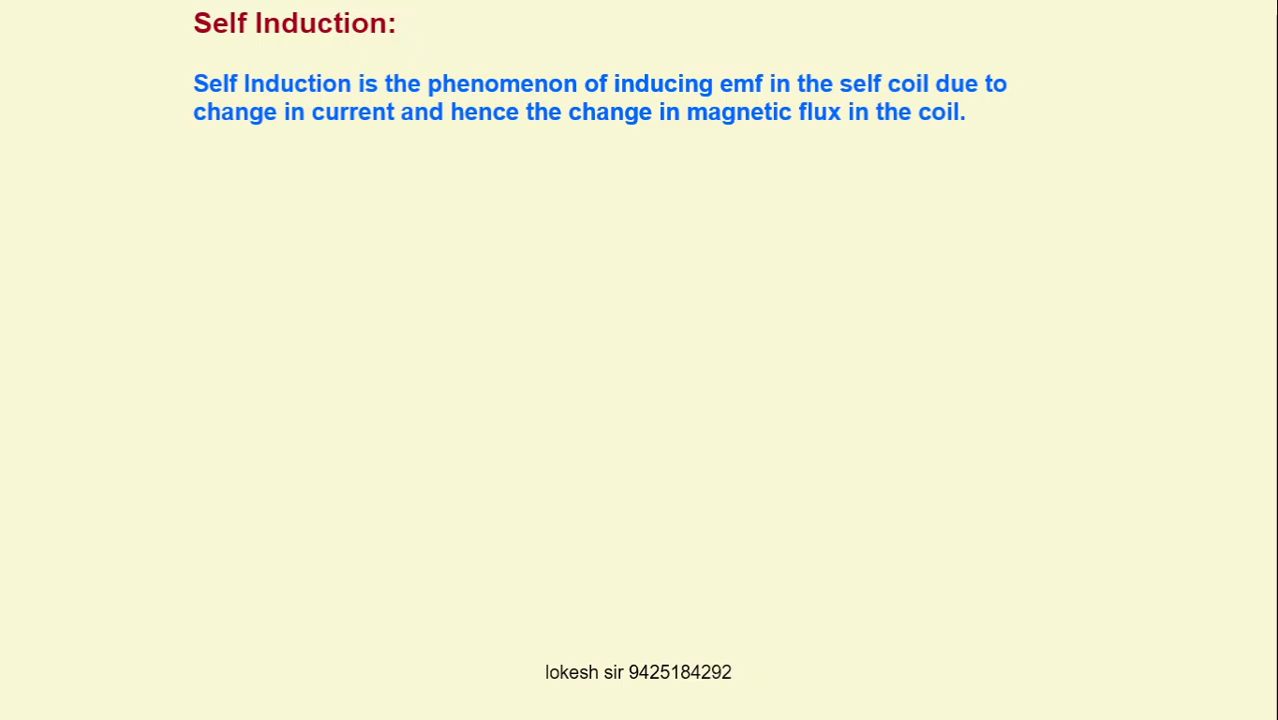 Self Induction:
Self Induction is the phenomenon of inducing emf in the self coil due to
change in current and hence the change in magnetic flux in the coil.
lokesh sir 9425184292